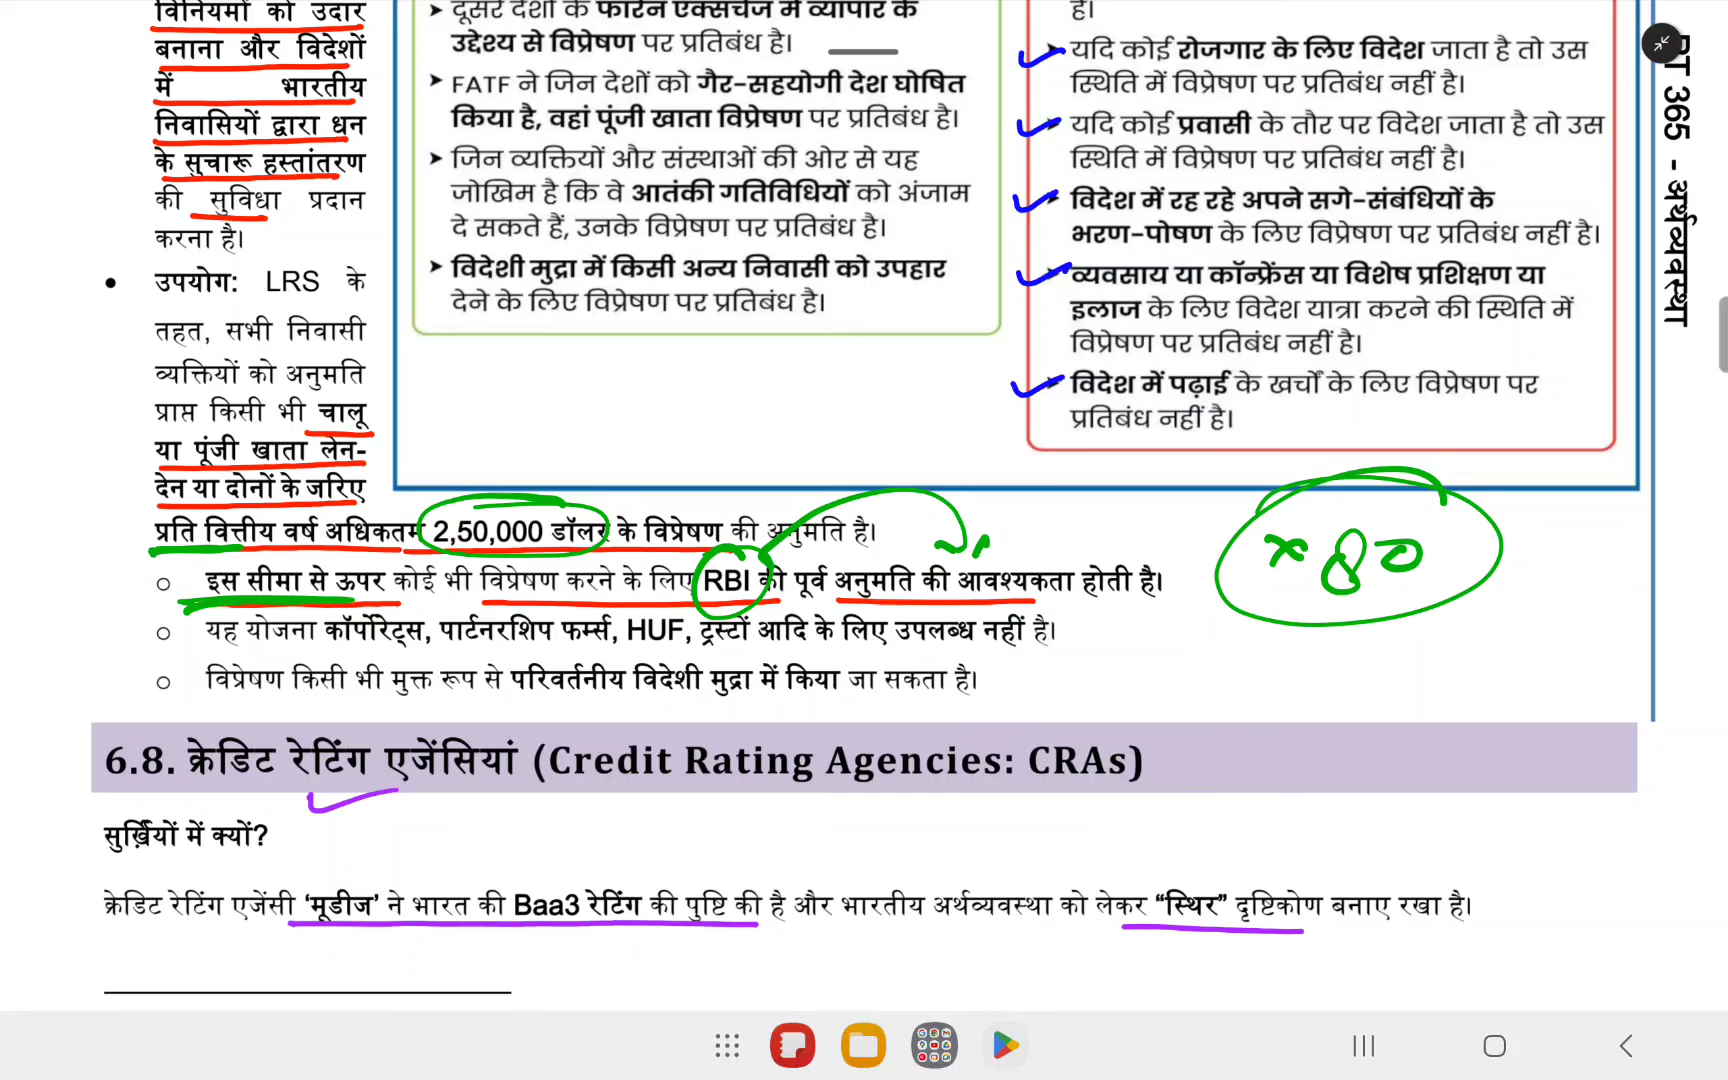 विनियमों को उदार
बनाना और विदेशों
में भारतीय
निवासियों द्वारा धन
के सुचारू हस्तांतरण
की सुविधा प्रदान
करना है।
• उपयोग: LRS के
तहत, सभी निवासी
व्यक्तियों को अनुमति
प्राप्त किसी भी चालू
या पूंजी खाता लेन-
देन या दोनों के जरिए
➤ दूसरे देशों के फॉरेन एक्सचेंज में व्यापार के
उद्देश्य से विप्रेषण पर प्रतिबंध है।
➤ FATF ने जिन देशों को गैर-सहयोगी देश घोषित
किया है, वहां पूंजी खाता विप्रेषण पर प्रतिबंध है।
➤ जिन व्यक्तियों और संस्थाओं की ओर से यह
जोखिम है कि वे आतंकी गतिविधियों को अंजाम
दे सकते हैं, उनके विप्रेषण पर प्रतिबंध है।
➤ विदेशी मुद्रा में किसी अन्य निवासी को उपहार
देने के लिए विप्रेषण पर प्रतिबंध है।
है।
यदि कोई रोजगार के लिए विदेश जाता है तो उस
स्थिति में विप्रेषण पर प्रतिबंध नहीं है।
यदि कोई प्रवासी के तौर पर विदेश जाता है तो उस
स्थिति में विप्रेषण पर प्रतिबंध नहीं है।
विदेश में रह रहे अपने सगे-संबंधियों के
भरण-पोषण के लिए विप्रेषण पर प्रतिबंध नहीं है।
व्यवसाय या कॉन्फ्रेंस या विशेष प्रशिक्षण या
इलाज के लिए विदेश यात्रा करने की स्थिति में
विप्रेषण पर प्रतिबंध नहीं है।
विदेश में पढ़ाई के खर्चों के लिए विप्रेषण पर
प्रतिबंध नहीं है।
PT 365 - अर्थव्यवस्था
प्रति वित्तीय वर्ष अधिकतम 2,50,000 डॉलर के विप्रेषण की अनुमति है।
×80
○ इस सीमा से ऊपर कोई भी विप्रेषण करने के लिए RBI की पूर्व अनुमति की आवश्यकता होती है।
○ यह योजना कॉर्पोरेट्स, पार्टनरशिप फर्म्स, HUF, ट्रस्टों आदि के लिए उपलब्ध नहीं है।
○ विप्रेषण किसी भी मुक्त रूप से परिवर्तनीय विदेशी मुद्रा में किया जा सकता है।
6.8. क्रेडिट रेटिंग एजेंसियां (Credit Rating Agencies: CRAs)
सुर्ख़ियों में क्यों?
क्रेडिट रेटिंग एजेंसी 'मूडीज' ने भारत की Baa3 रेटिंग की पुष्टि की है और भारतीय अर्थव्यवस्था को लेकर “स्थिर” दृष्टिकोण बनाए रखा है।